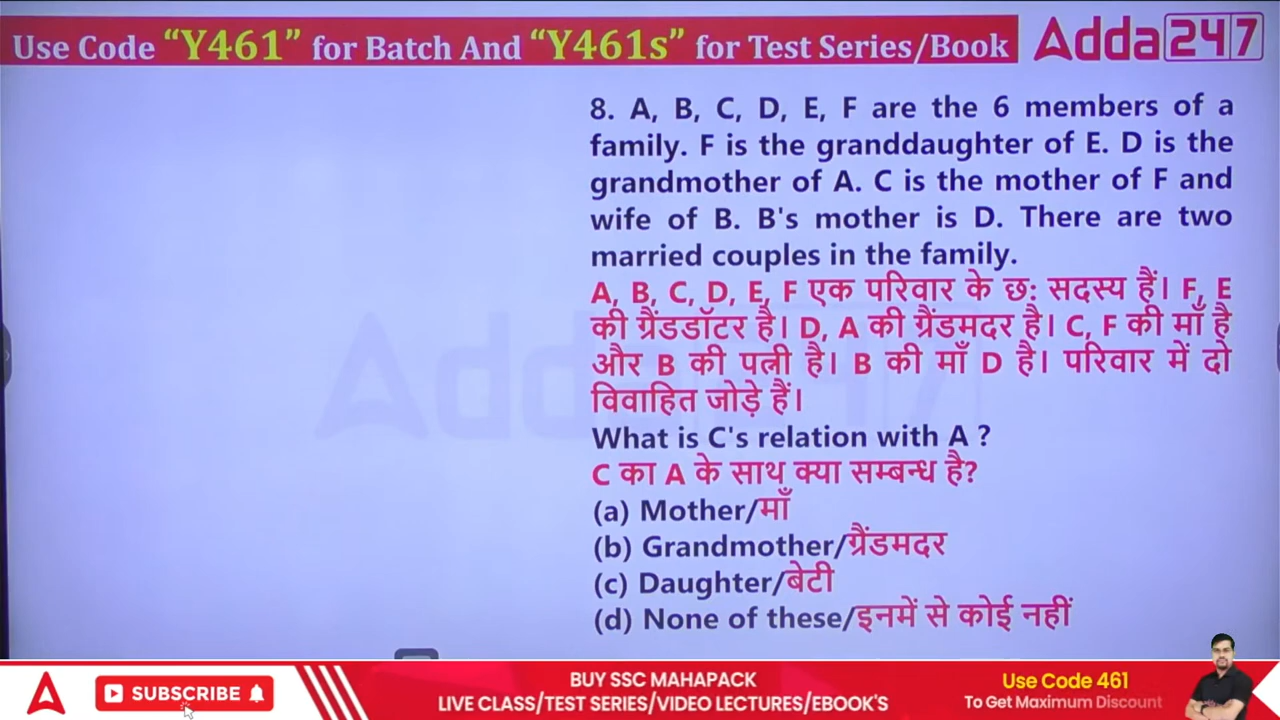 Use Code “Y461” for Batch And “Y461s” for Test Series/Book
Adda247
8. A, B, C, D, E, F are the 6 members of a
family. F is the granddaughter of E. D is the
grandmother of A. C is the mother of F and
wife of B. B's mother is D. There are two
married couples in the family.
A, B, C, D, E, F एक परिवार के छ: सदस्य हैं। F, E
की ग्रैंडडॉटर है। D, A की ग्रैंडमदर है। C, F की माँ है
और B की पत्नी है। B की माँ D है। परिवार में दो
विवाहित जोड़े हैं।
What is C's relation with A ?
C का A के साथ क्या सम्बन्ध है?
(a) Mother/माँ
(b) Grandmother/ग्रैंडमदर
(c) Daughter/बेटी
(d) None of these/इनमें से कोई नहीं
Adda247
SUBSCRIBE
BUY SSC MAHAPACK
LIVE CLASS/TEST SERIES/VIDEO LECTURES/EBOOK'S
Use Code 461
To Get Maximum Discount